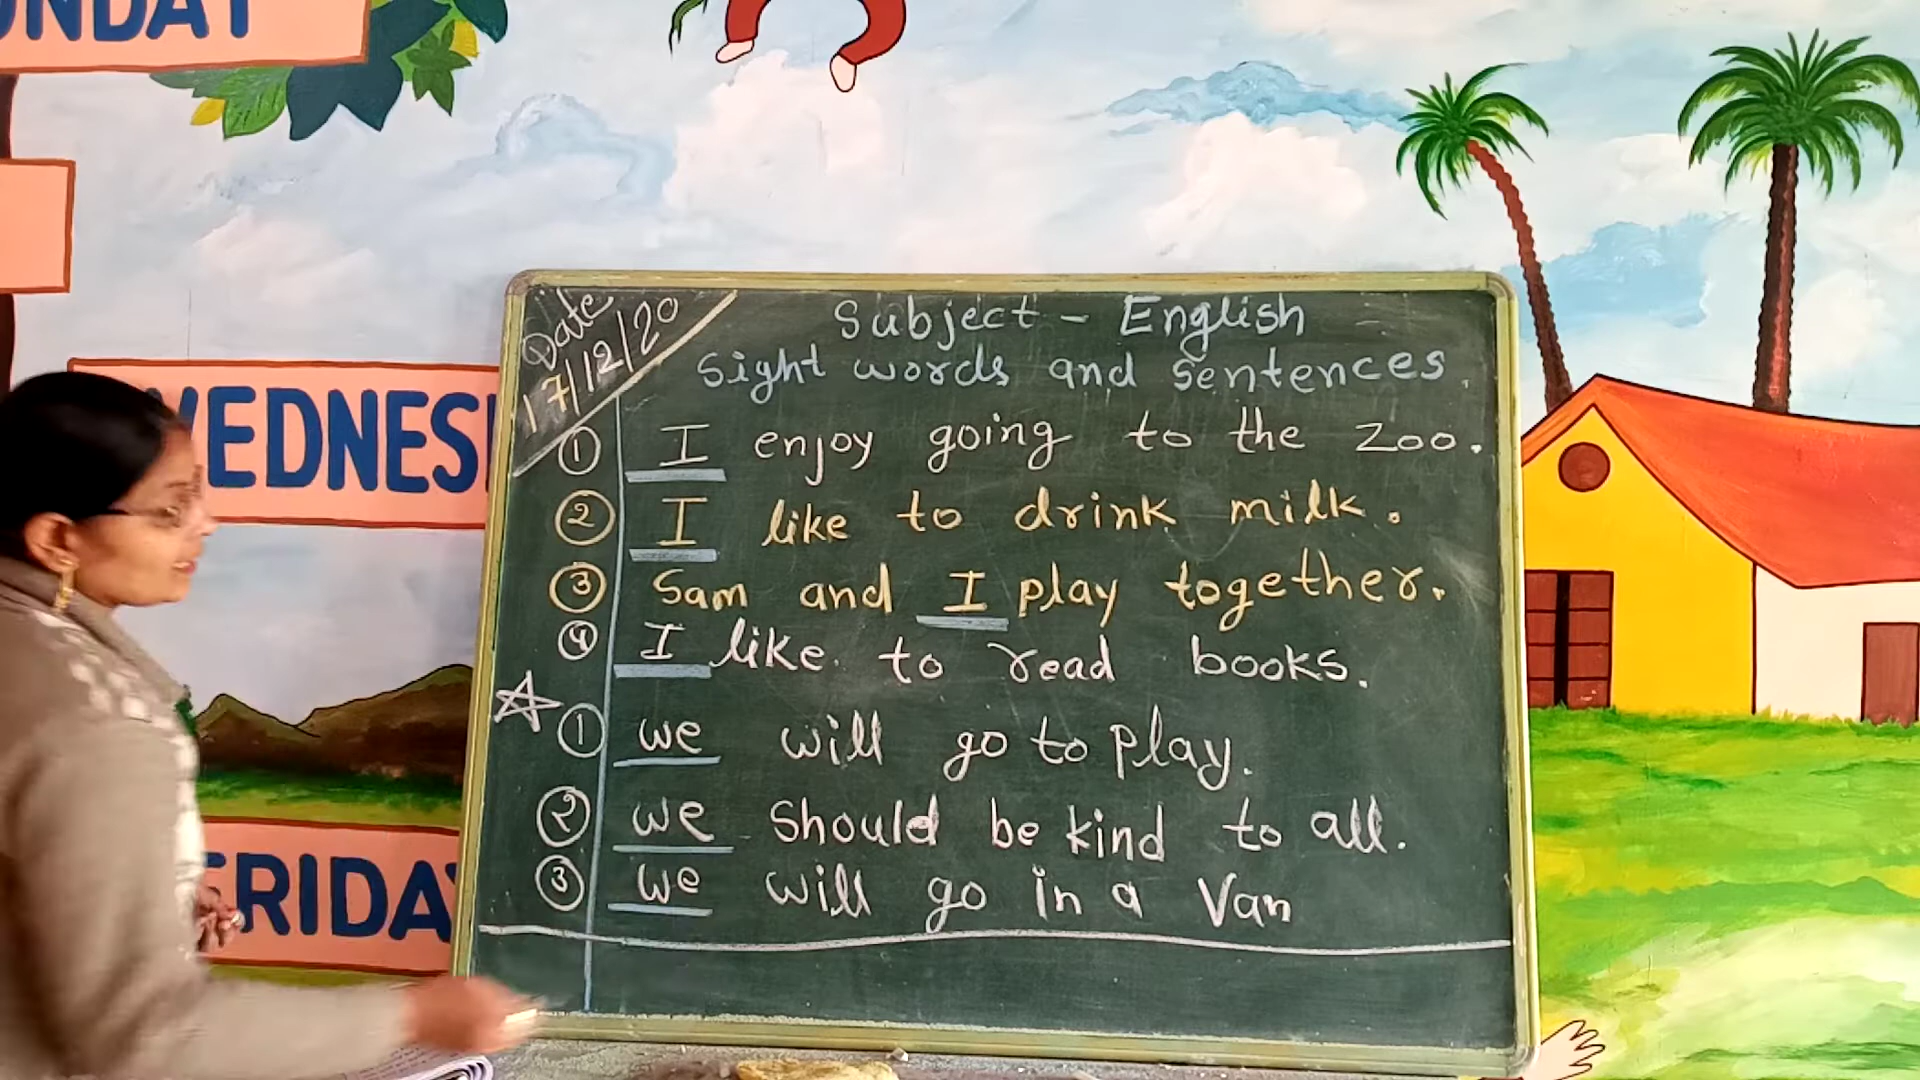 UNDAY
WEDNES
FRIDAY
Date
17/12/20
Subject - English
Sight words and Sentences.
① I enjoy going to the Zoo.
② I like to drink milk.
③ Sam and I play together.
④ I like to read books.
① we will go to play.
② we should be kind to all.
③ we will go in a Van